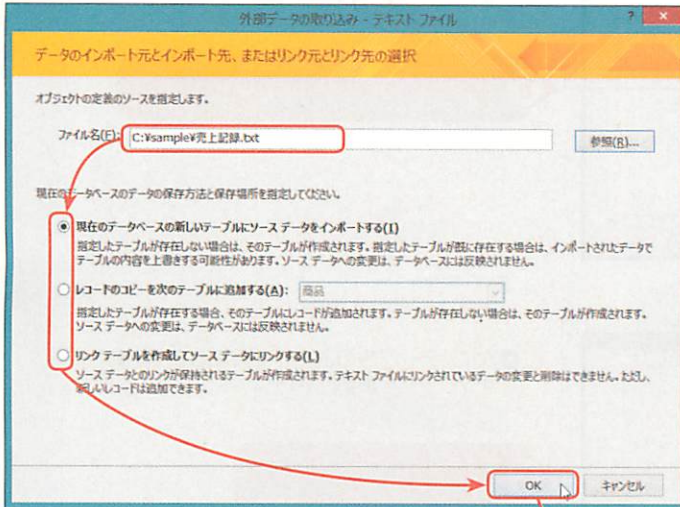 外部データの取り込み - テキスト ファイル
データのインポート元とインポート先、またはリンク元とリンク先の選択
オブジェクトの定義のソースを指定します。
ファイル名(F): C:¥sample¥売上記録.txt 参照(R)...
現在のデータベースのデータの保存方法と保存場所を指定してください。
現在のデータベースの新しいテーブルにソース データをインポートする(I)
指定したテーブルが存在しない場合は、そのテーブルが作成されます。指定したテーブルが既に存在する場合は、インポートされたデータで
テーブルの内容を上書きする可能性があります。ソース データへの変更は、データベースには反映されません。
レコードのコピーを次のテーブルに追加する(A): 商品
指定したテーブルが存在する場合、そのテーブルにレコードが追加されます。テーブルが存在しない場合は、そのテーブルが作成されます。
ソース データへの変更は、データベースには反映されません。
リンク テーブルを作成してソース データにリンクする(L)
ソース データとのリンクが保持されるテーブルが作成されます。テキスト ファイルにリンクされているデータの変更と削除はできません。ただし、
新しいレコードは追加できます。
OK キャンセル